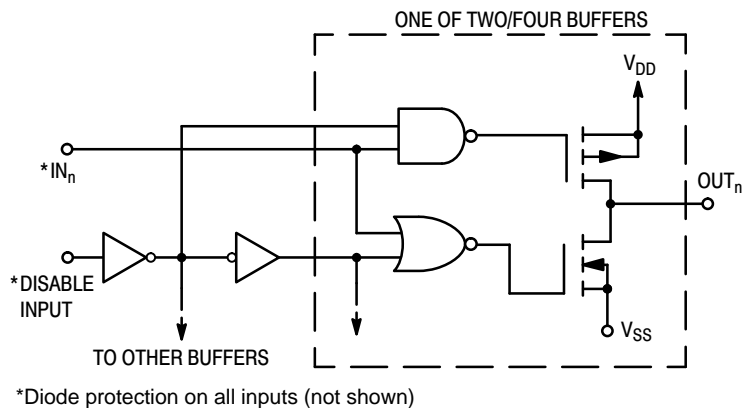 ONE OF TWO/FOUR BUFFERS
VDD
*INn
OUTn
*DISABLE
INPUT
VSS
TO OTHER BUFFERS
*Diode protection on all inputs (not shown)